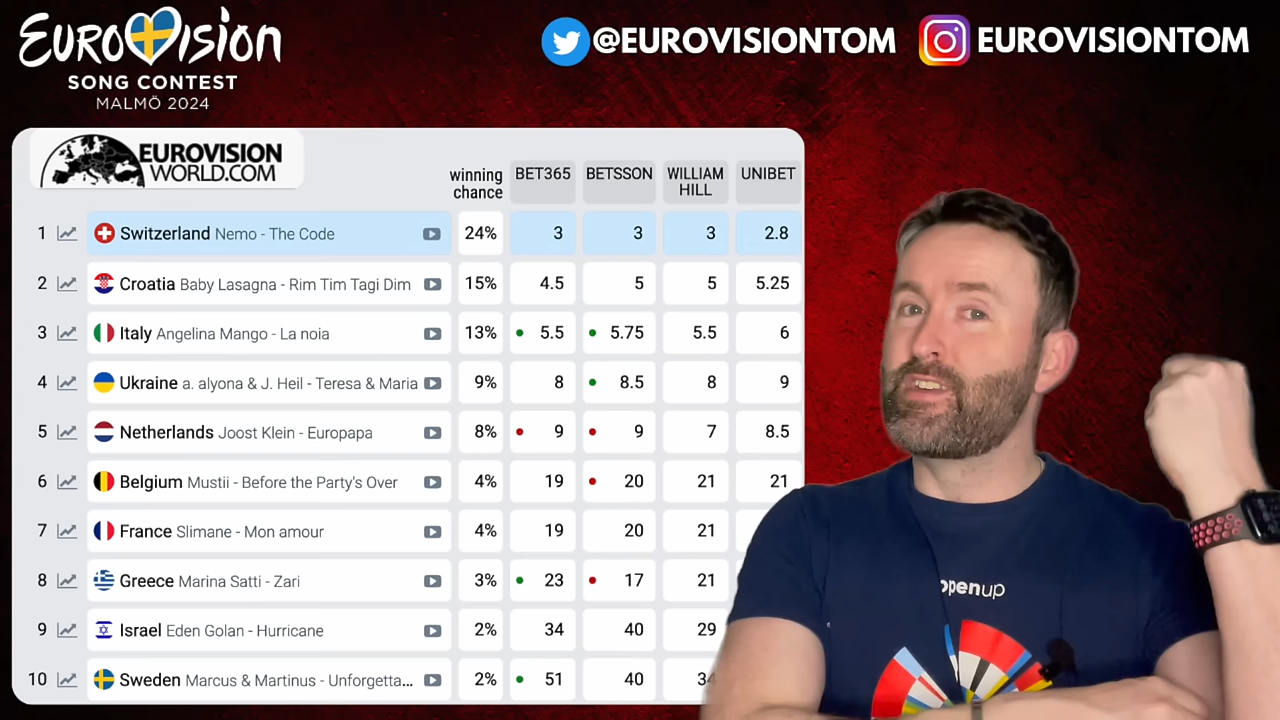 EUROVISION
SONG CONTEST
MALMÖ 2024
@EUROVISIONTOM
EUROVISIONTOM
EUROVISION
WORLD.COM
winning chance BET365 BETSSON WILLIAM HILL UNIBET
1 Switzerland Nemo - The Code 24% 3 3 3 2.8
2 Croatia Baby Lasagna - Rim Tim Tagi Dim 15% 4.5 5 5 5.25
3 Italy Angelina Mango - La noia 13% 5.5 5.75 5.5 6
4 Ukraine a. alyona & J. Heil - Teresa & Maria 9% 8 8.5 8 9
5 Netherlands Joost Klein - Europapa 8% 9 9 7 8.5
6 Belgium Mustii - Before the Party's Over 4% 19 20 21 21
7 France Slimane - Mon amour 4% 19 20 21
8 Greece Marina Satti - Zari 3% 23 17 21
9 Israel Eden Golan - Hurricane 2% 34 40 29
10 Sweden Marcus & Martinus - Unforgetta... 2% 51 40 34
openup